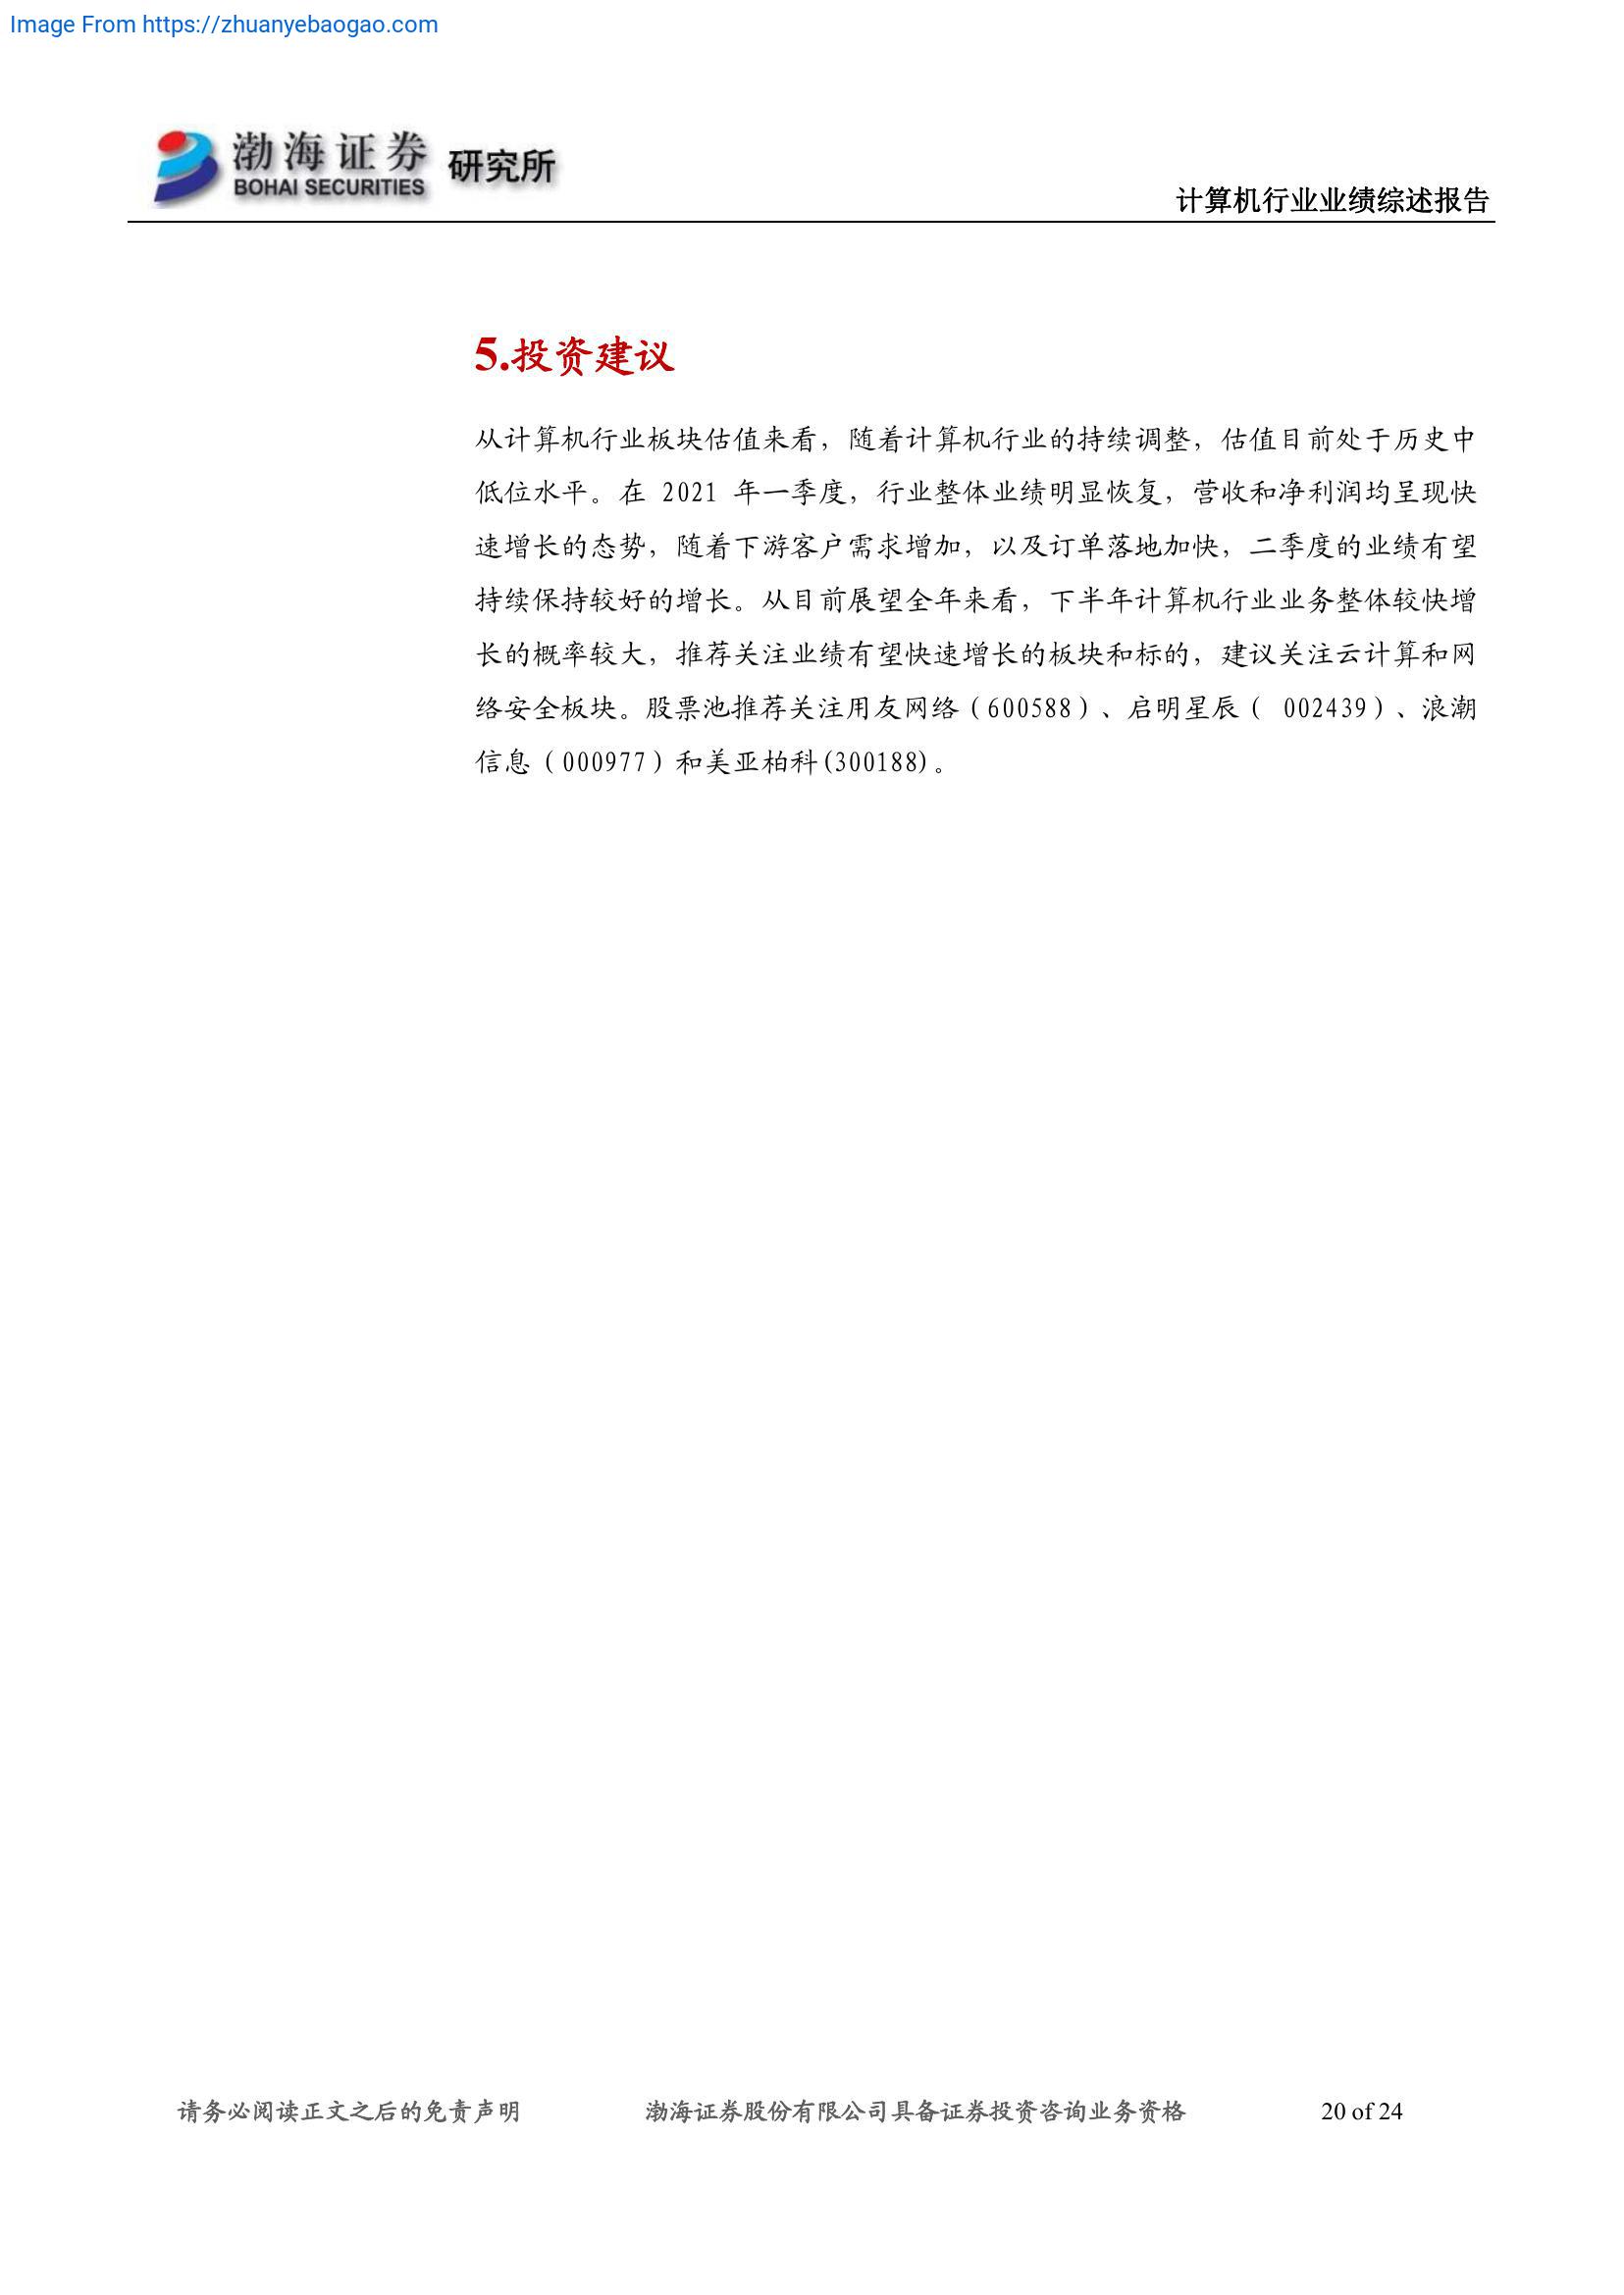 Image From https://zhuanyebaogao.com
渤海证券 研究所
BOHAI SECURITIES
计算机行业业绩综述报告
5.投资建议
从计算机行业板块估值来看，随着计算机行业的持续调整，估值目前处于历史中
低位水平。在 2021 年一季度，行业整体业绩明显恢复，营收和净利润均呈现快
速增长的态势，随着下游客户需求增加，以及订单落地加快，二季度的业绩有望
持续保持较好的增长。从目前展望全年来看，下半年计算机行业业务整体较快增
长的概率较大，推荐关注业绩有望快速增长的板块和标的，建议关注云计算和网
络安全板块。股票池推荐关注用友网络（600588）、启明星辰（ 002439）、浪潮
信息（000977）和美亚柏科(300188)。
请务必阅读正文之后的免责声明 渤海证券股份有限公司具备证券投资咨询业务资格 20 of 24